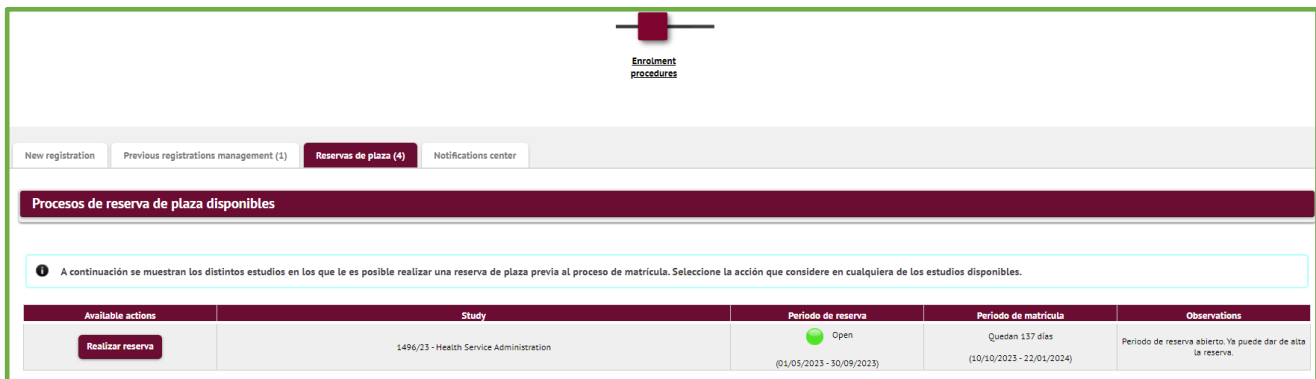 Enrolment
procedures
New registration
Previous registrations management (1)
Reservas de plaza (4)
Notifications center
Procesos de reserva de plaza disponibles
A continuación se muestran los distintos estudios en los que le es posible realizar una reserva de plaza previa al proceso de matrícula. Seleccione la acción que considere en cualquiera de los estudios disponibles.
Available actions
Study
Periodo de reserva
Periodo de matrícula
Observations
Realizar reserva
1496/23 - Health Service Administration
Open
(01/05/2023 - 30/09/2023)
Quedan 137 días
(10/10/2023 - 22/01/2024)
Periodo de reserva abierto. Ya puede dar de alta
la reserva.